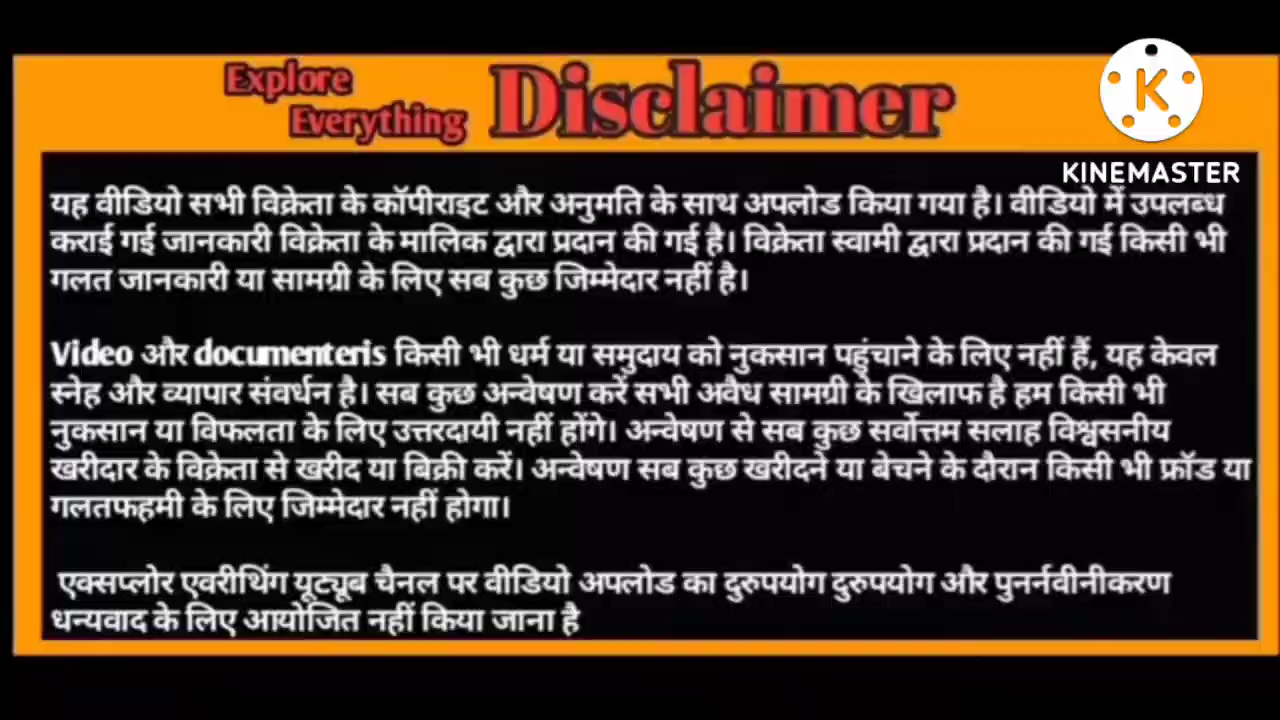 Explore
Everything
Disclaimer
KINEMASTER
यह वीडियो सभी विक्रेता के कॉपीराइट और अनुमति के साथ अपलोड किया गया है। वीडियो में उपलब्ध
कराई गई जानकारी विक्रेता के मालिक द्वारा प्रदान की गई है। विक्रेता स्वामी द्वारा प्रदान की गई किसी भी
गलत जानकारी या सामग्री के लिए सब कुछ जिम्मेदार नहीं है।
Video और documenteris किसी भी धर्म या समुदाय को नुकसान पहुंचाने के लिए नहीं हैं, यह केवल
स्नेह और व्यापार संवर्धन है। सब कुछ अन्वेषण करें सभी अवैध सामग्री के खिलाफ है हम किसी भी
नुकसान या विफलता के लिए उत्तरदायी नहीं होंगे। अन्वेषण से सब कुछ सर्वोत्तम सलाह विश्वसनीय
खरीदार के विक्रेता से खरीद या बिक्री करें। अन्वेषण सब कुछ खरीदने या बेचने के दौरान किसी भी फ्रॉड या
गलतफहमी के लिए जिम्मेदार नहीं होगा।
एक्सप्लोर एवरीथिंग यूट्यूब चैनल पर वीडियो अपलोड का दुरुपयोग दुरुपयोग और पुनर्नवीनीकरण
धन्यवाद के लिए आयोजित नहीं किया जाना है